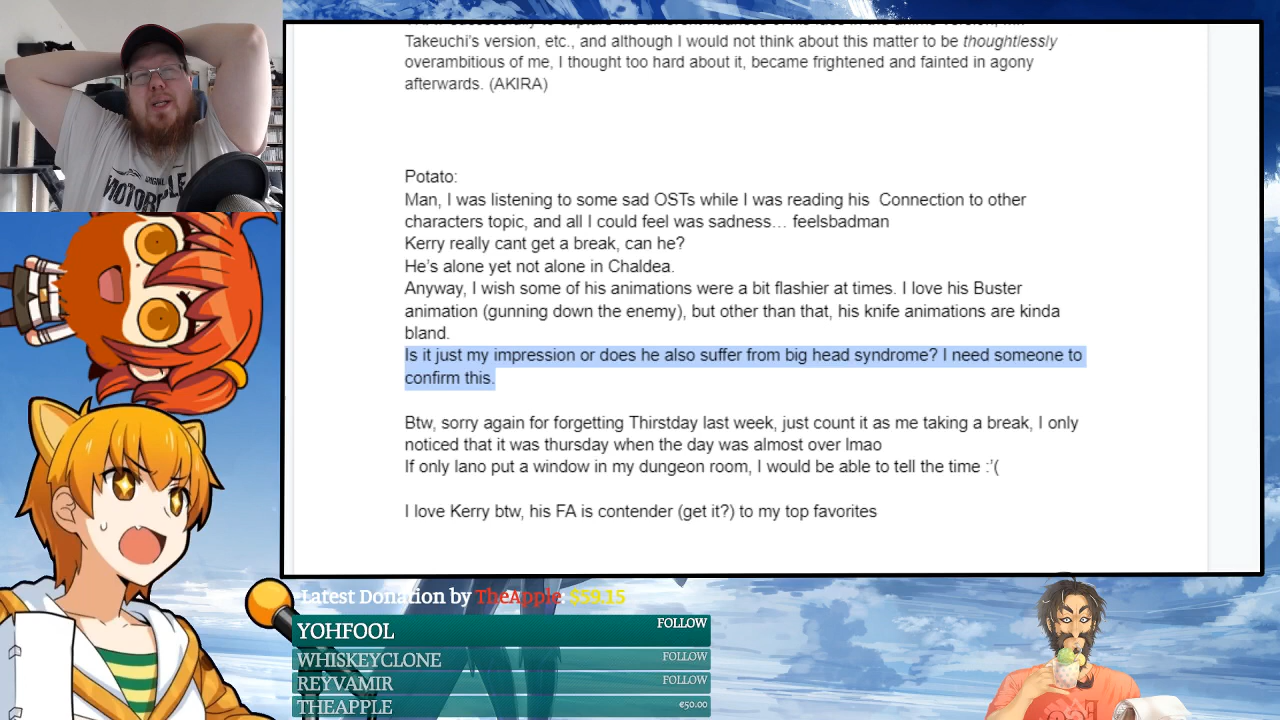 Takeuchi's version, etc., and although I would not think about this matter to be thoughtlessly
overambitious of me, I thought too hard about it, became frightened and fainted in agony
afterwards. (AKIRA)
Potato:
Man, I was listening to some sad OSTs while I was reading his  Connection to other
characters topic, and all I could feel was sadness… feelsbadman
Kerry really cant get a break, can he?
He's alone yet not alone in Chaldea.
Anyway, I wish some of his animations were a bit flashier at times. I love his Buster
animation (gunning down the enemy), but other than that, his knife animations are kinda
bland.
Is it just my impression or does he also suffer from big head syndrome? I need someone to
confirm this.
Btw, sorry again for forgetting Thirstday last week, just count it as me taking a break, I only
noticed that it was thursday when the day was almost over lmao
If only Iano put a window in my dungeon room, I would be able to tell the time :'(
I love Kerry btw, his FA is contender (get it?) to my top favorites
Latest Donation by TheApple: $59.15
YOHFOOL FOLLOW
WHISKEYCLONE FOLLOW
REYVAMIR FOLLOW
THEAPPLE €50.00